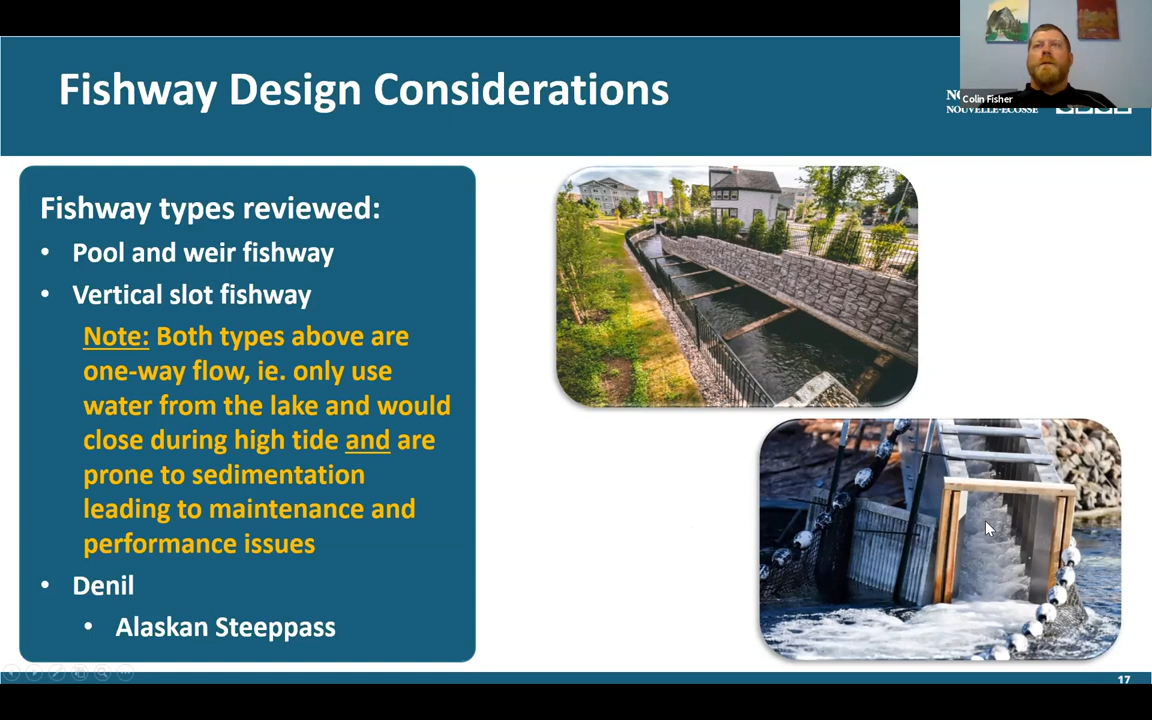 Fishway Design Considerations
Colin Fisher
NOUVELLE-ÉCOSSE
Fishway types reviewed:
• Pool and weir fishway
• Vertical slot fishway
Note: Both types above are
one-way flow, ie. only use
water from the lake and would
close during high tide and are
prone to sedimentation
leading to maintenance and
performance issues
• Denil
• Alaskan Steeppass
17